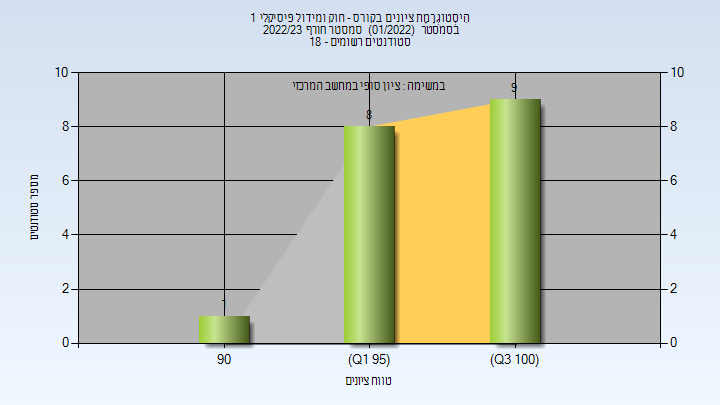 היסטוגרמת ציונים בקורס - חוק ומידול פיסיקלי 1
בסמסטר (01/2022) סמסטר חורף 2022/23
סטודנטים רשומים - 18
במשימה : ציון סופי במחשב המרכזי
10
8
6
4
2
0
10
8
6
4
2
0
1
8
9
מספר סטודנטים
90
(Q1 95)
(Q3 100)
טווח ציונים